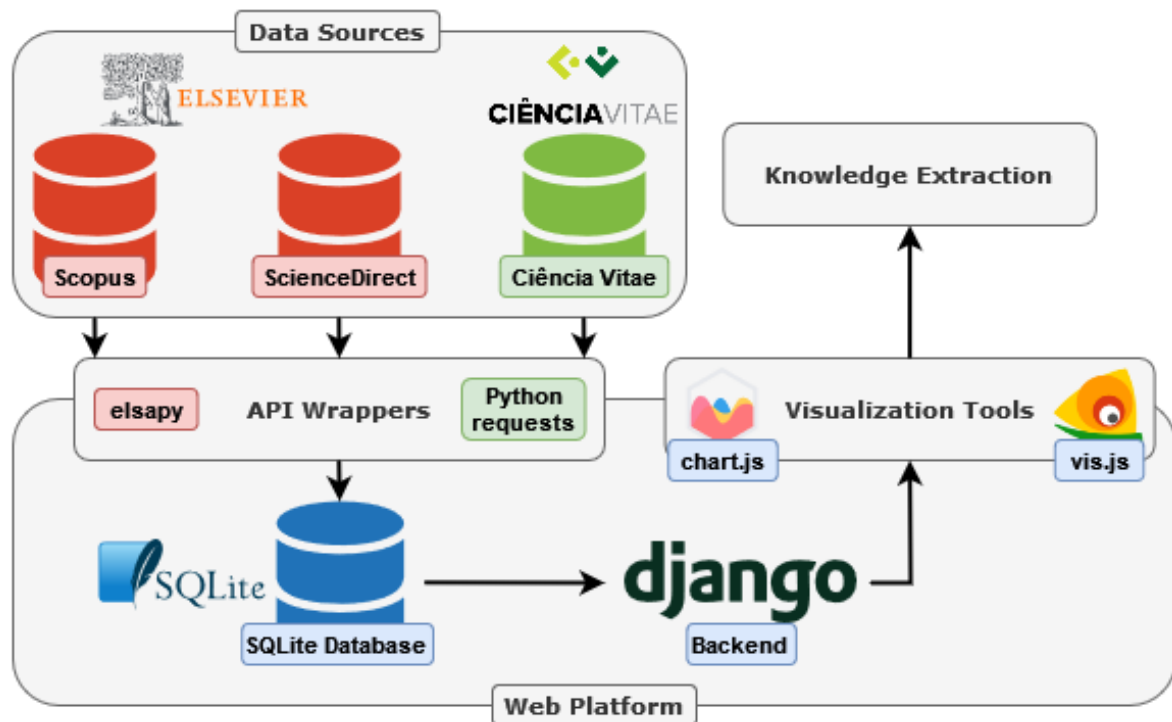 Data Sources
ELSEVIER
CIÊNCIAVITAE
Scopus
ScienceDirect
Ciência Vitae
Knowledge Extraction
elsapy
API Wrappers
Python
requests
Visualization Tools
chart.js
vis.js
SQLite
SQLite Database
django
Backend
Web Platform